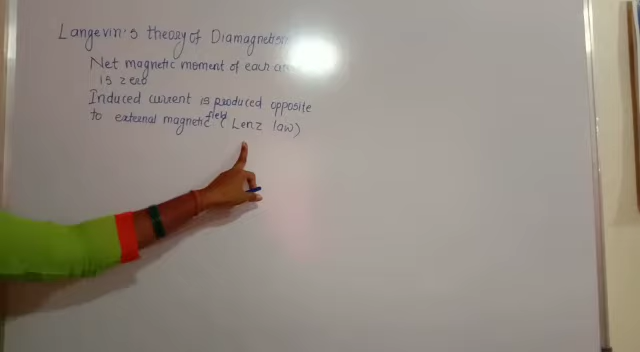 Langevin's theory of Diamagnetism
Net magnetic moment of each
is zero
Induced current is produced opposite
to external magnetic field (Lenz law)